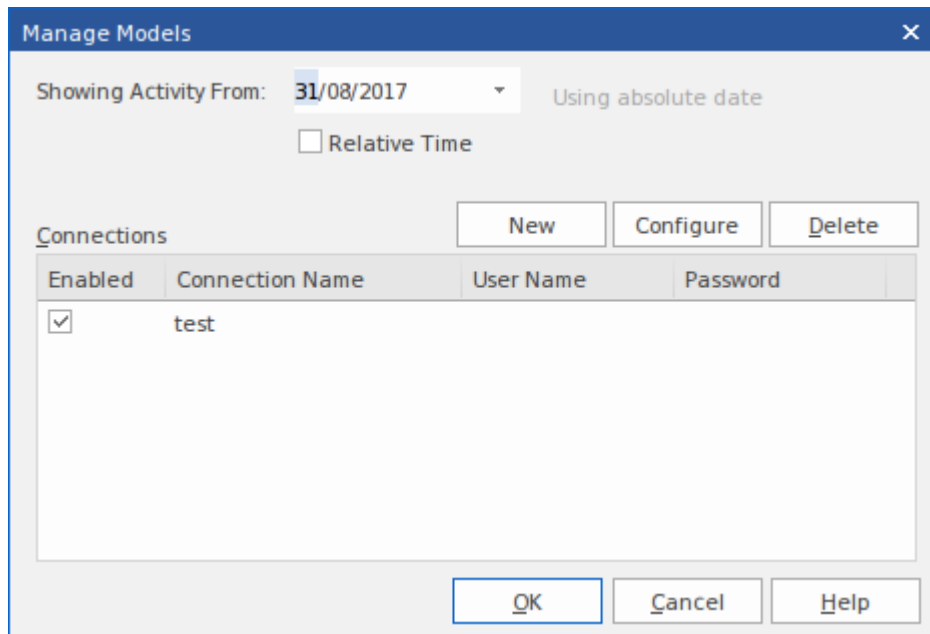 Manage Models
Showing Activity From: 31/08/2017 Using absolute date
Relative Time
Connections New Configure Delete
Enabled Connection Name User Name Password
test
OK Cancel Help